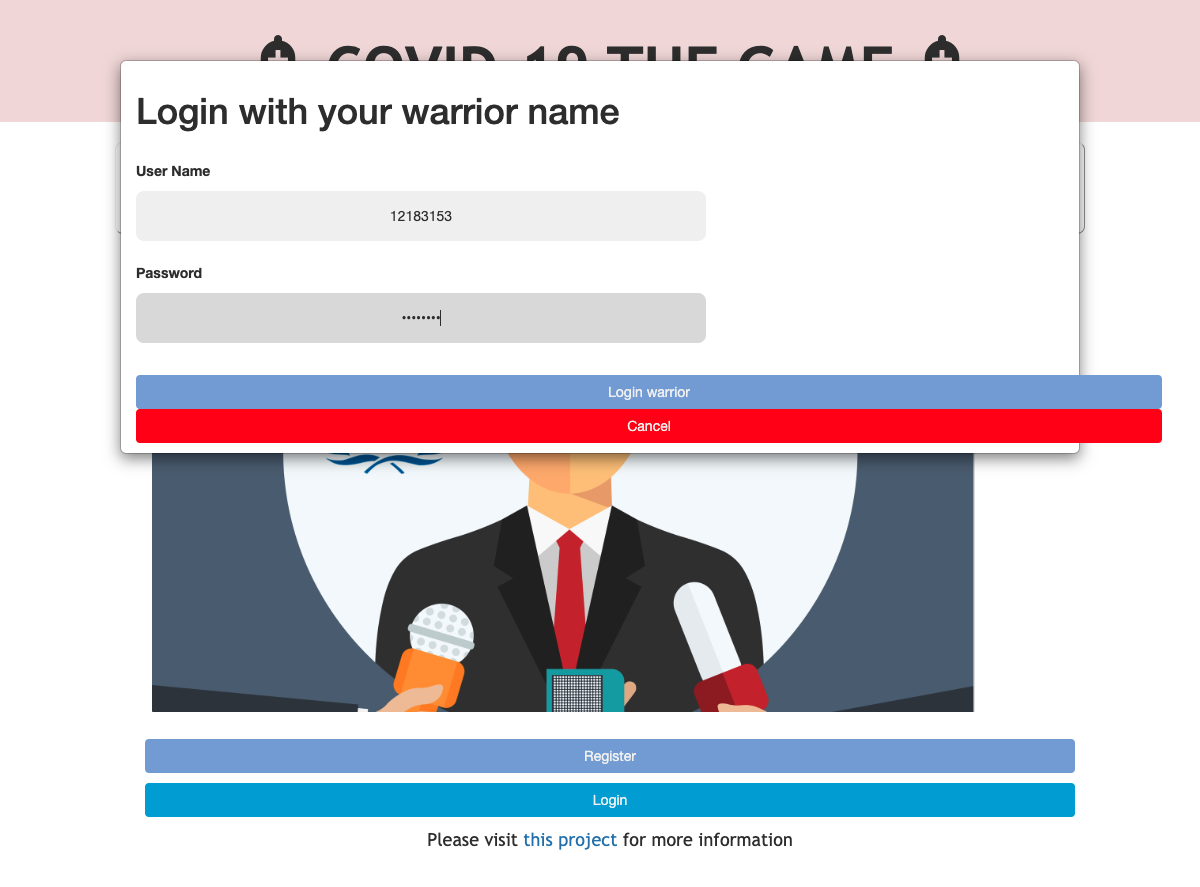 COVID-19 THE GAME
Login with your warrior name
User Name
12183153
Password
••••••••
Login warrior
Cancel
Register
Login
Please visit this project for more information